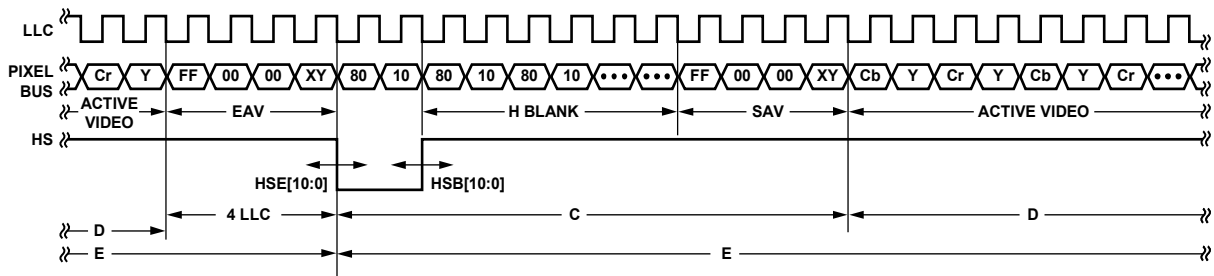 LLC
PIXEL BUS Cr Y FF 00 00 XY 80 10 80 10 80 10 ••• ••• FF 00 00 XY Cb Y Cr Y Cb Y Cr •••
ACTIVE VIDEO EAV H BLANK SAV ACTIVE VIDEO
HS
HSE[10:0] HSB[10:0]
4 LLC C D
D
E E